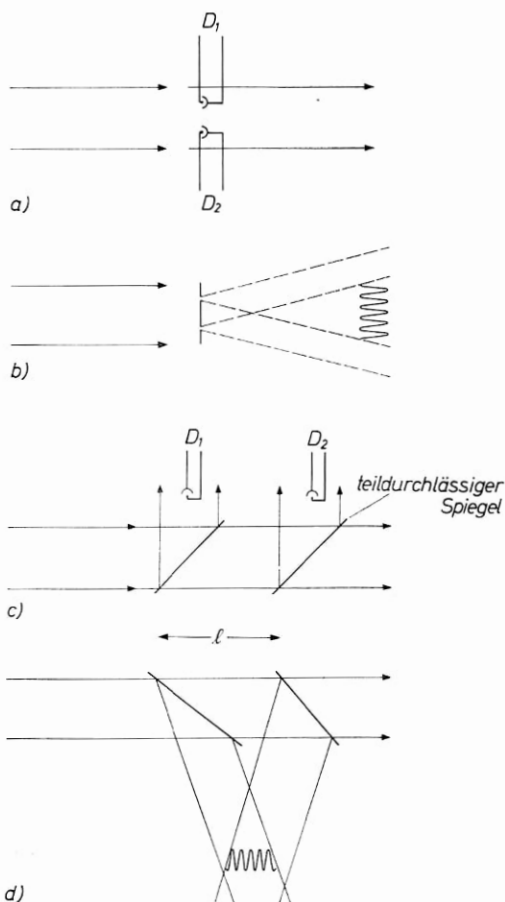 D₁
D₂
a)
b)
D₁
D₂
teildurchlässiger
Spiegel
c)
ℓ
d)